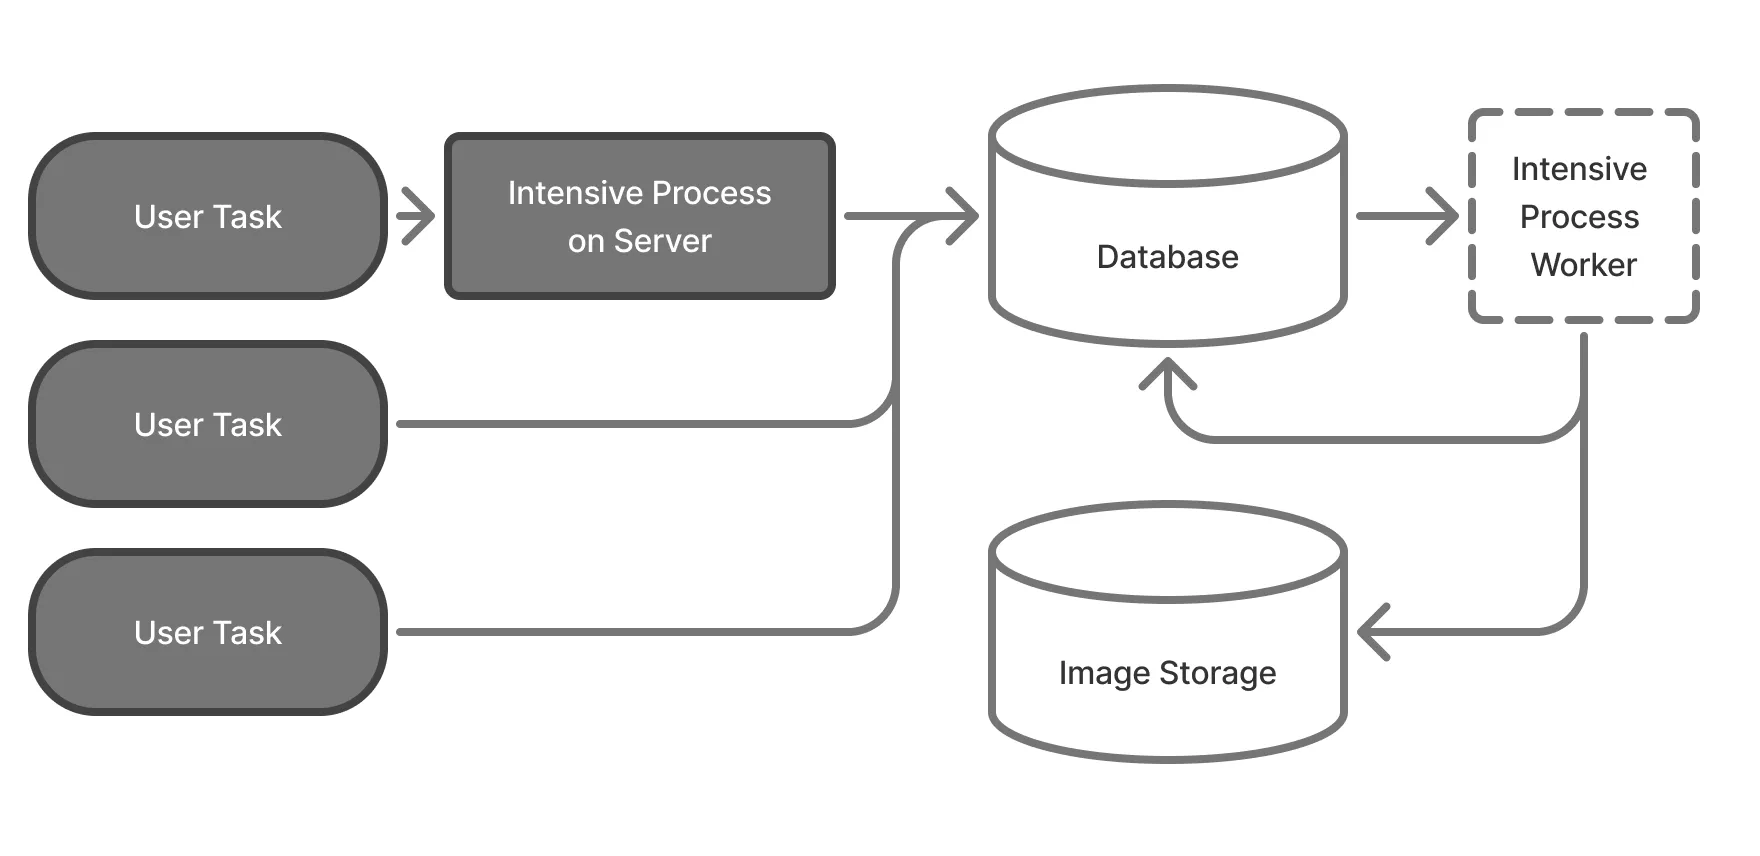 User Task
Intensive Process
on Server
Database
Intensive
Process
Worker
User Task
User Task
Image Storage